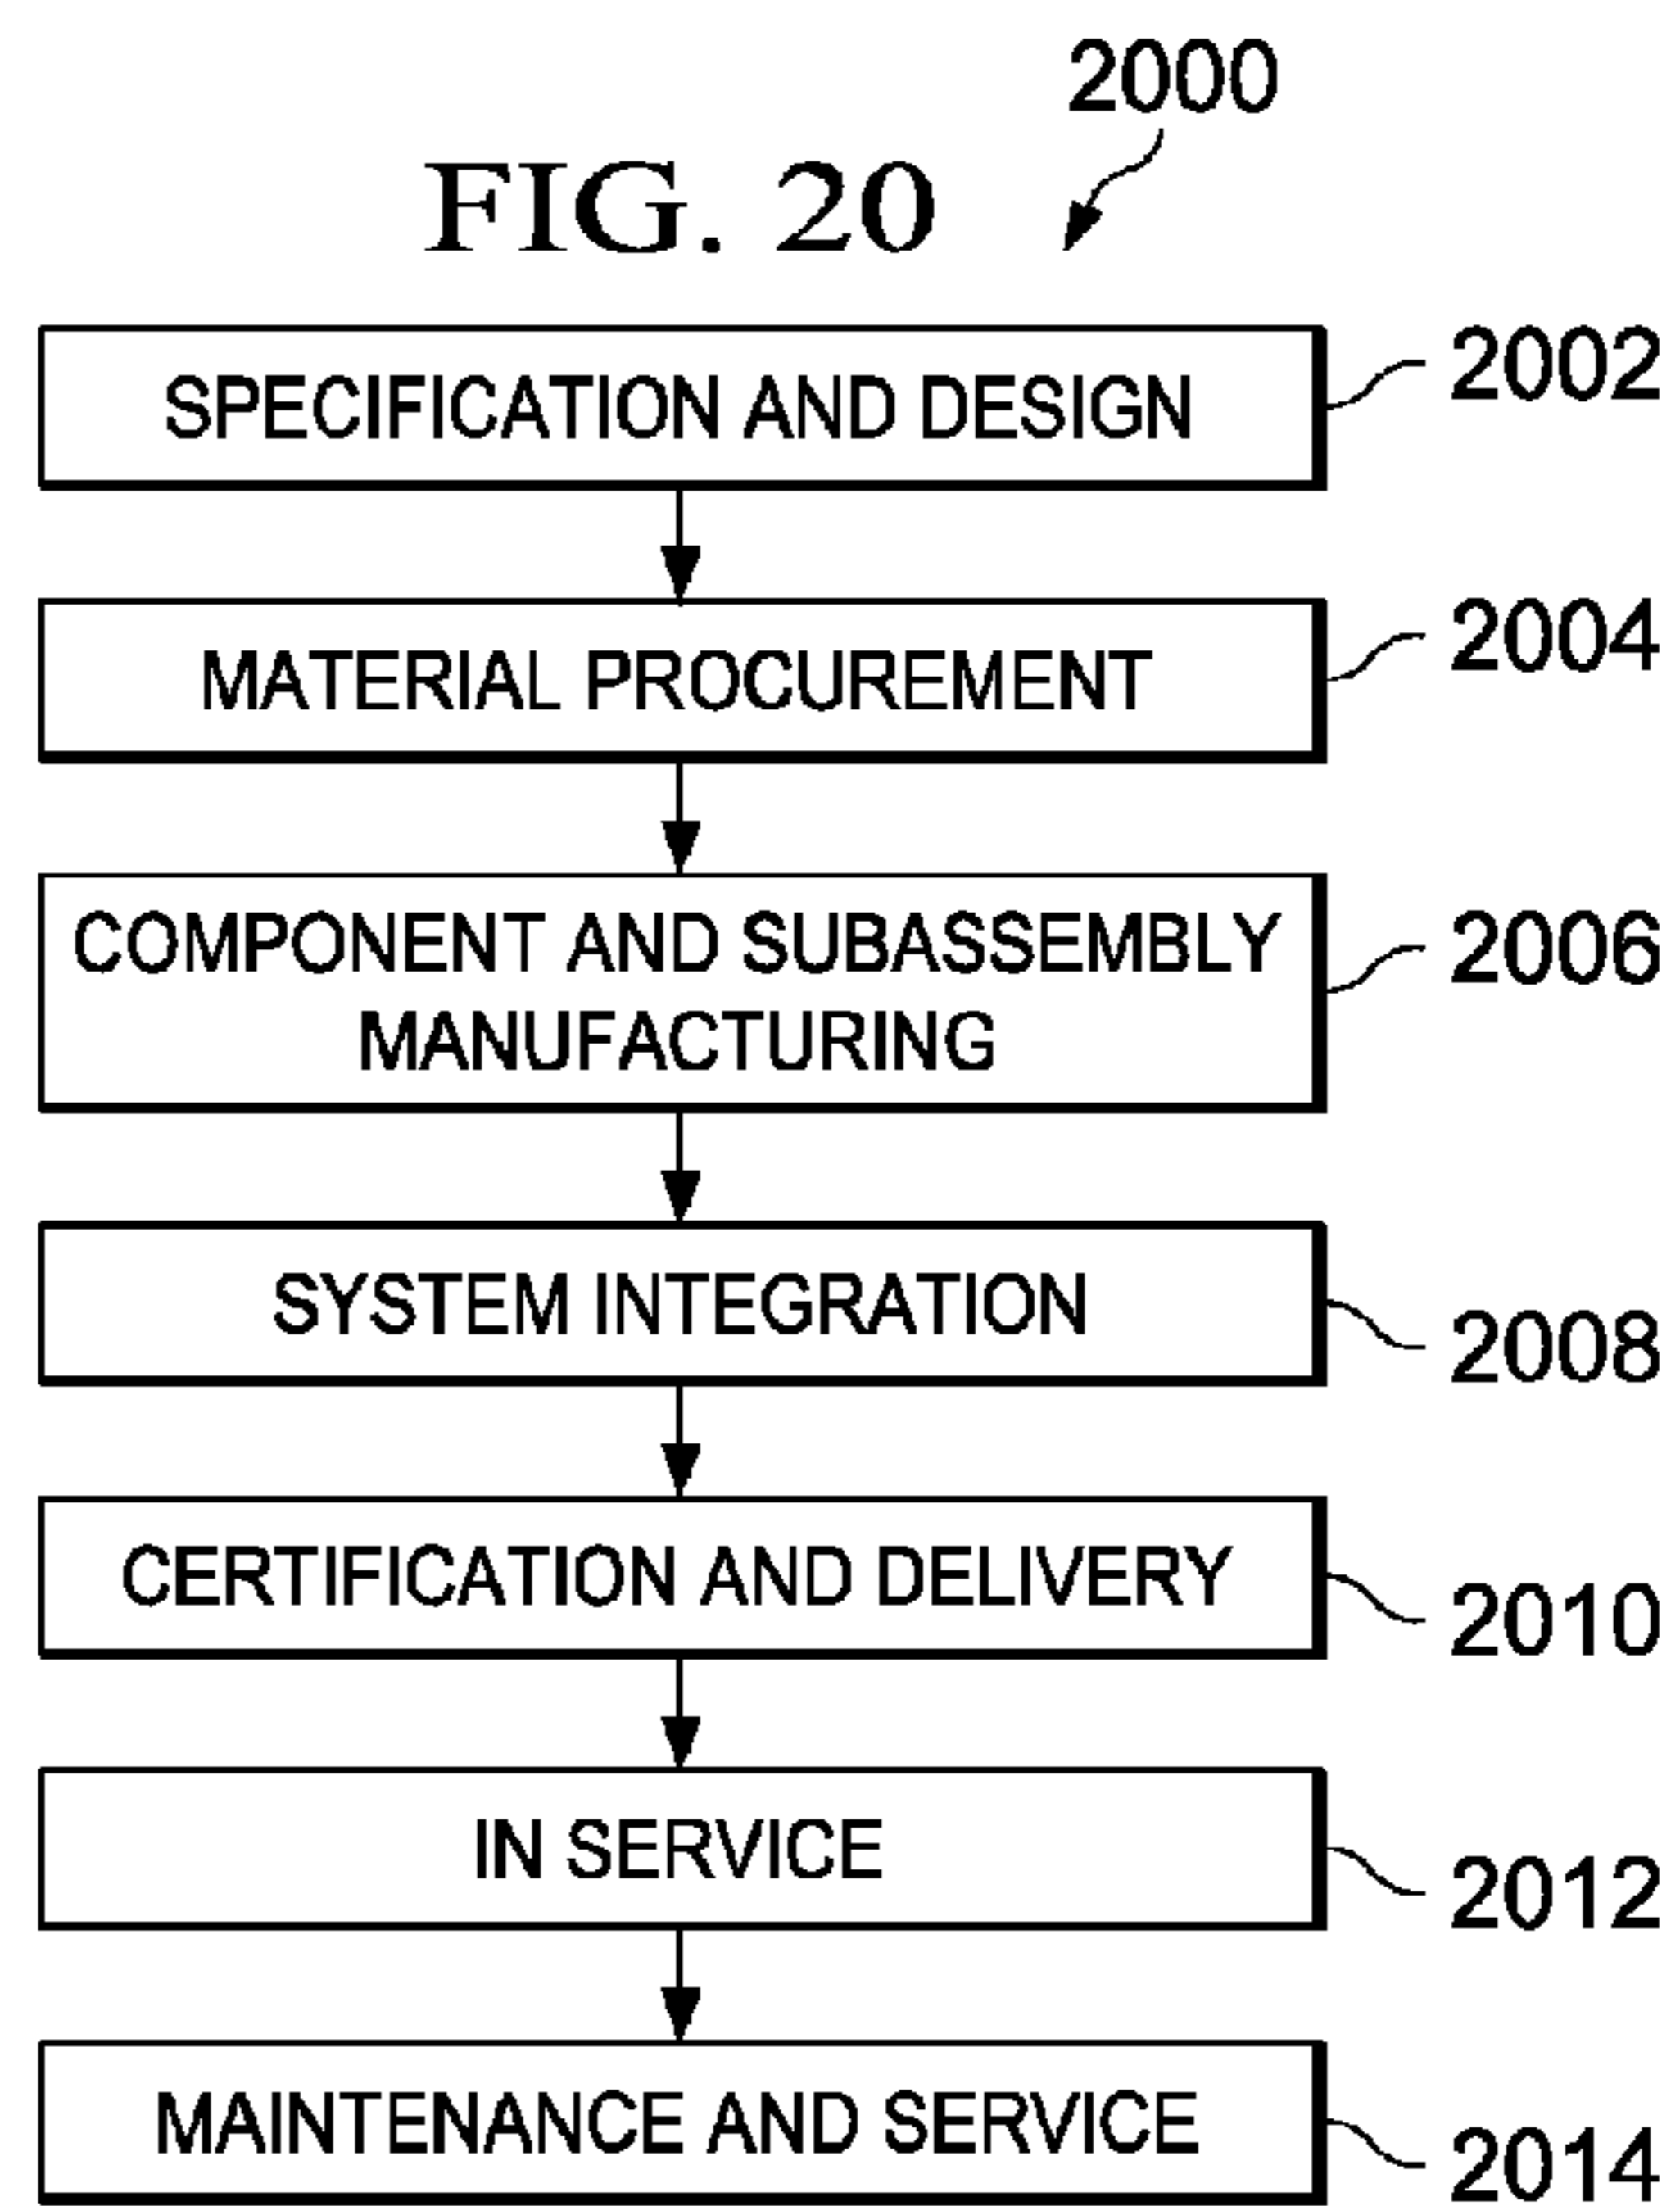 2000
FIG. 20
SPECIFICATION AND DESIGN
2002
MATERIAL PROCUREMENT
2004
COMPONENT AND SUBASSEMBLY
MANUFACTURING
2006
SYSTEM INTEGRATION
2008
CERTIFICATION AND DELIVERY
2010
IN SERVICE
2012
MAINTENANCE AND SERVICE
2014